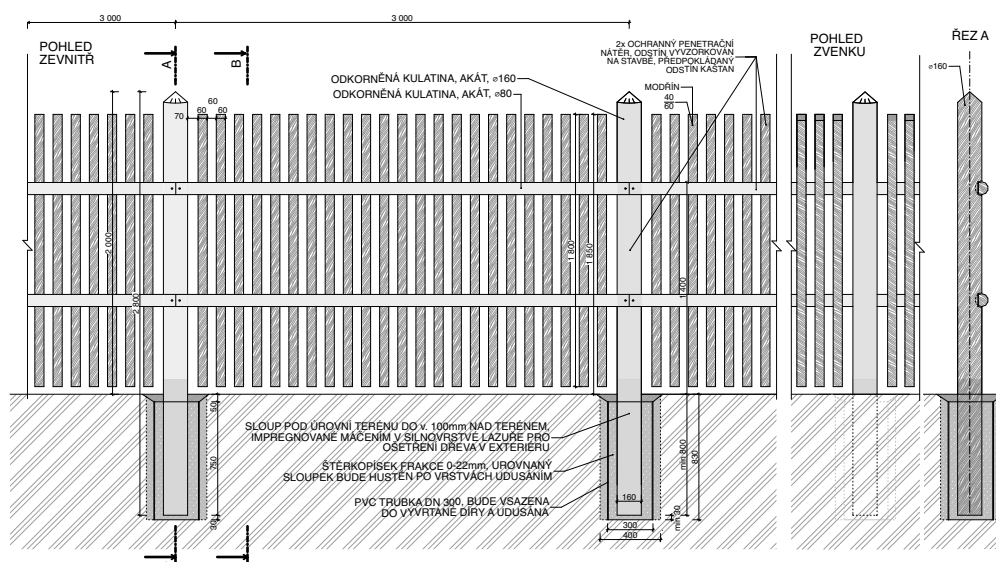 3 000
3 000
POHLED
ZEVNITŘ
A
B
2x OCHRANNÝ PENETRAČNÍ
NÁTĚR, ODSTÍN VYVZORKOVÁN
NA STAVBĚ, PŘEDPOKLÁDANÝ
ODSTÍN KAŠTAN
POHLED
ZVENKU
ŘEZ A
ODKORNĚNÁ KULATINA, AKÁT, ⌀160
ODKORNĚNÁ KULATINA, AKÁT, ⌀80
MODŘÍN
40
60
⌀160
60
60
60
70
2 000
2 800
1 800
1 850
1 400
SLOUP POD ÚROVNÍ TERÉNU DO v. 100mm NAD TERÉNEM,
IMPREGNOVANÉ MÁČENÍM V SILNOVRSTVÉ LAZUŘE PRO
OŠETŘENÍ DŘEVA V EXTERIÉRU
ŠTĚRKOPÍSEK FRAKCE 0-22mm, UROVNANÝ
SLOUPEK BUDE HUSTĚN PO VRSTVÁCH UDUSÁNÍM
PVC TRUBKA DN 300, BUDE VSAZENA
DO VYVRTANÉ DÍRY A UDUSÁNA
50
750
30
min 800
830
min 30
160
300
400